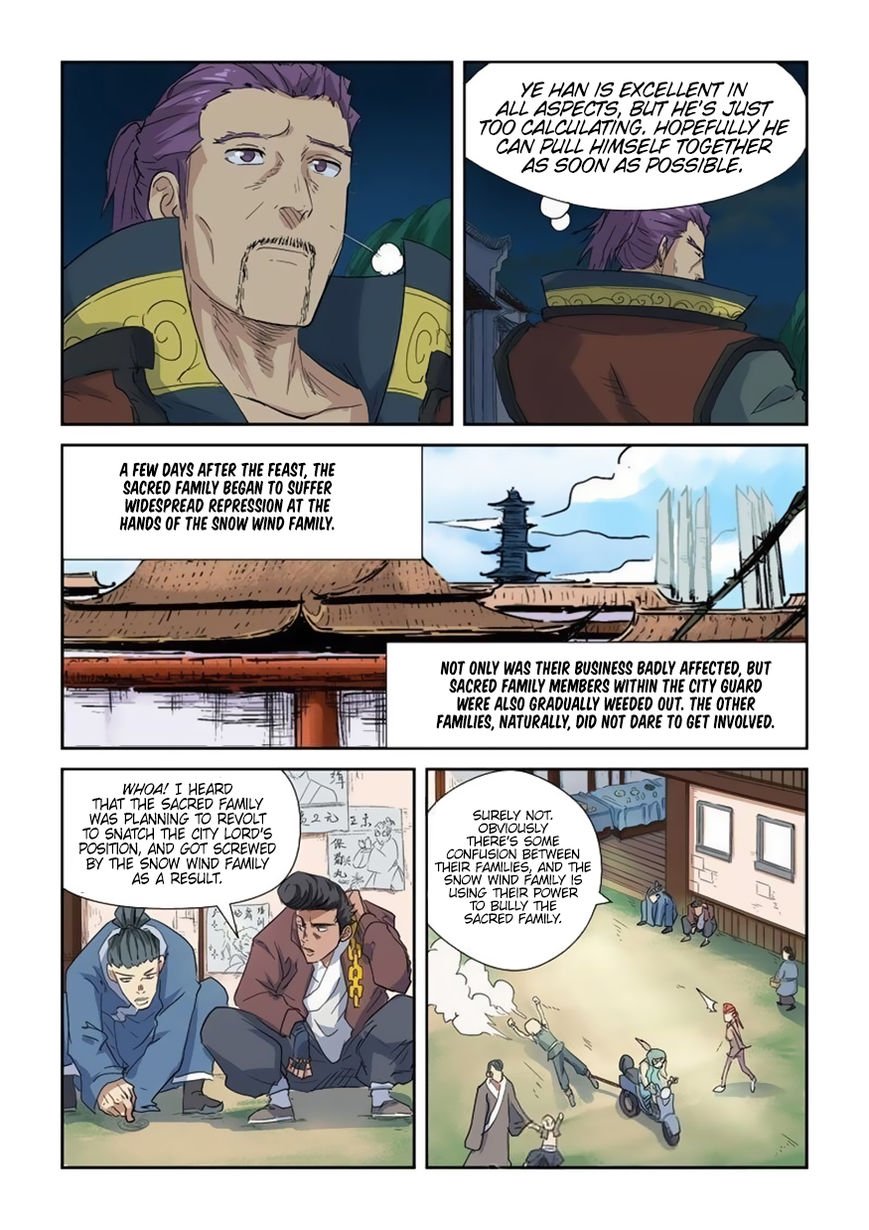 YE HAN IS EXCELLENT IN
ALL ASPECTS, BUT HE'S JUST
TOO CALCULATING. HOPEFULLY HE
CAN PULL HIMSELF TOGETHER
AS SOON AS POSSIBLE.
A FEW DAYS AFTER THE FEAST, THE
SACRED FAMILY BEGAN TO SUFFER
WIDESPREAD REPRESSION AT THE
HANDS OF THE SNOW WIND FAMILY.
NOT ONLY WAS THEIR BUSINESS BADLY AFFECTED, BUT
SACRED FAMILY MEMBERS WITHIN THE CITY GUARD
WERE ALSO GRADUALLY WEEDED OUT. THE OTHER
FAMILIES, NATURALLY, DID NOT DARE TO GET INVOLVED.
WHOA! I HEARD
THAT THE SACRED FAMILY
WAS PLANNING TO REVOLT
TO SNATCH THE CITY LORD'S
POSITION, AND GOT SCREWED
BY THE SNOW WIND FAMILY
AS A RESULT.
SURELY NOT.
OBVIOUSLY
THERE'S SOME
CONFUSION BETWEEN
THEIR FAMILIES, AND THE
SNOW WIND FAMILY IS
USING THEIR POWER
TO BULLY THE
SACRED FAMILY.